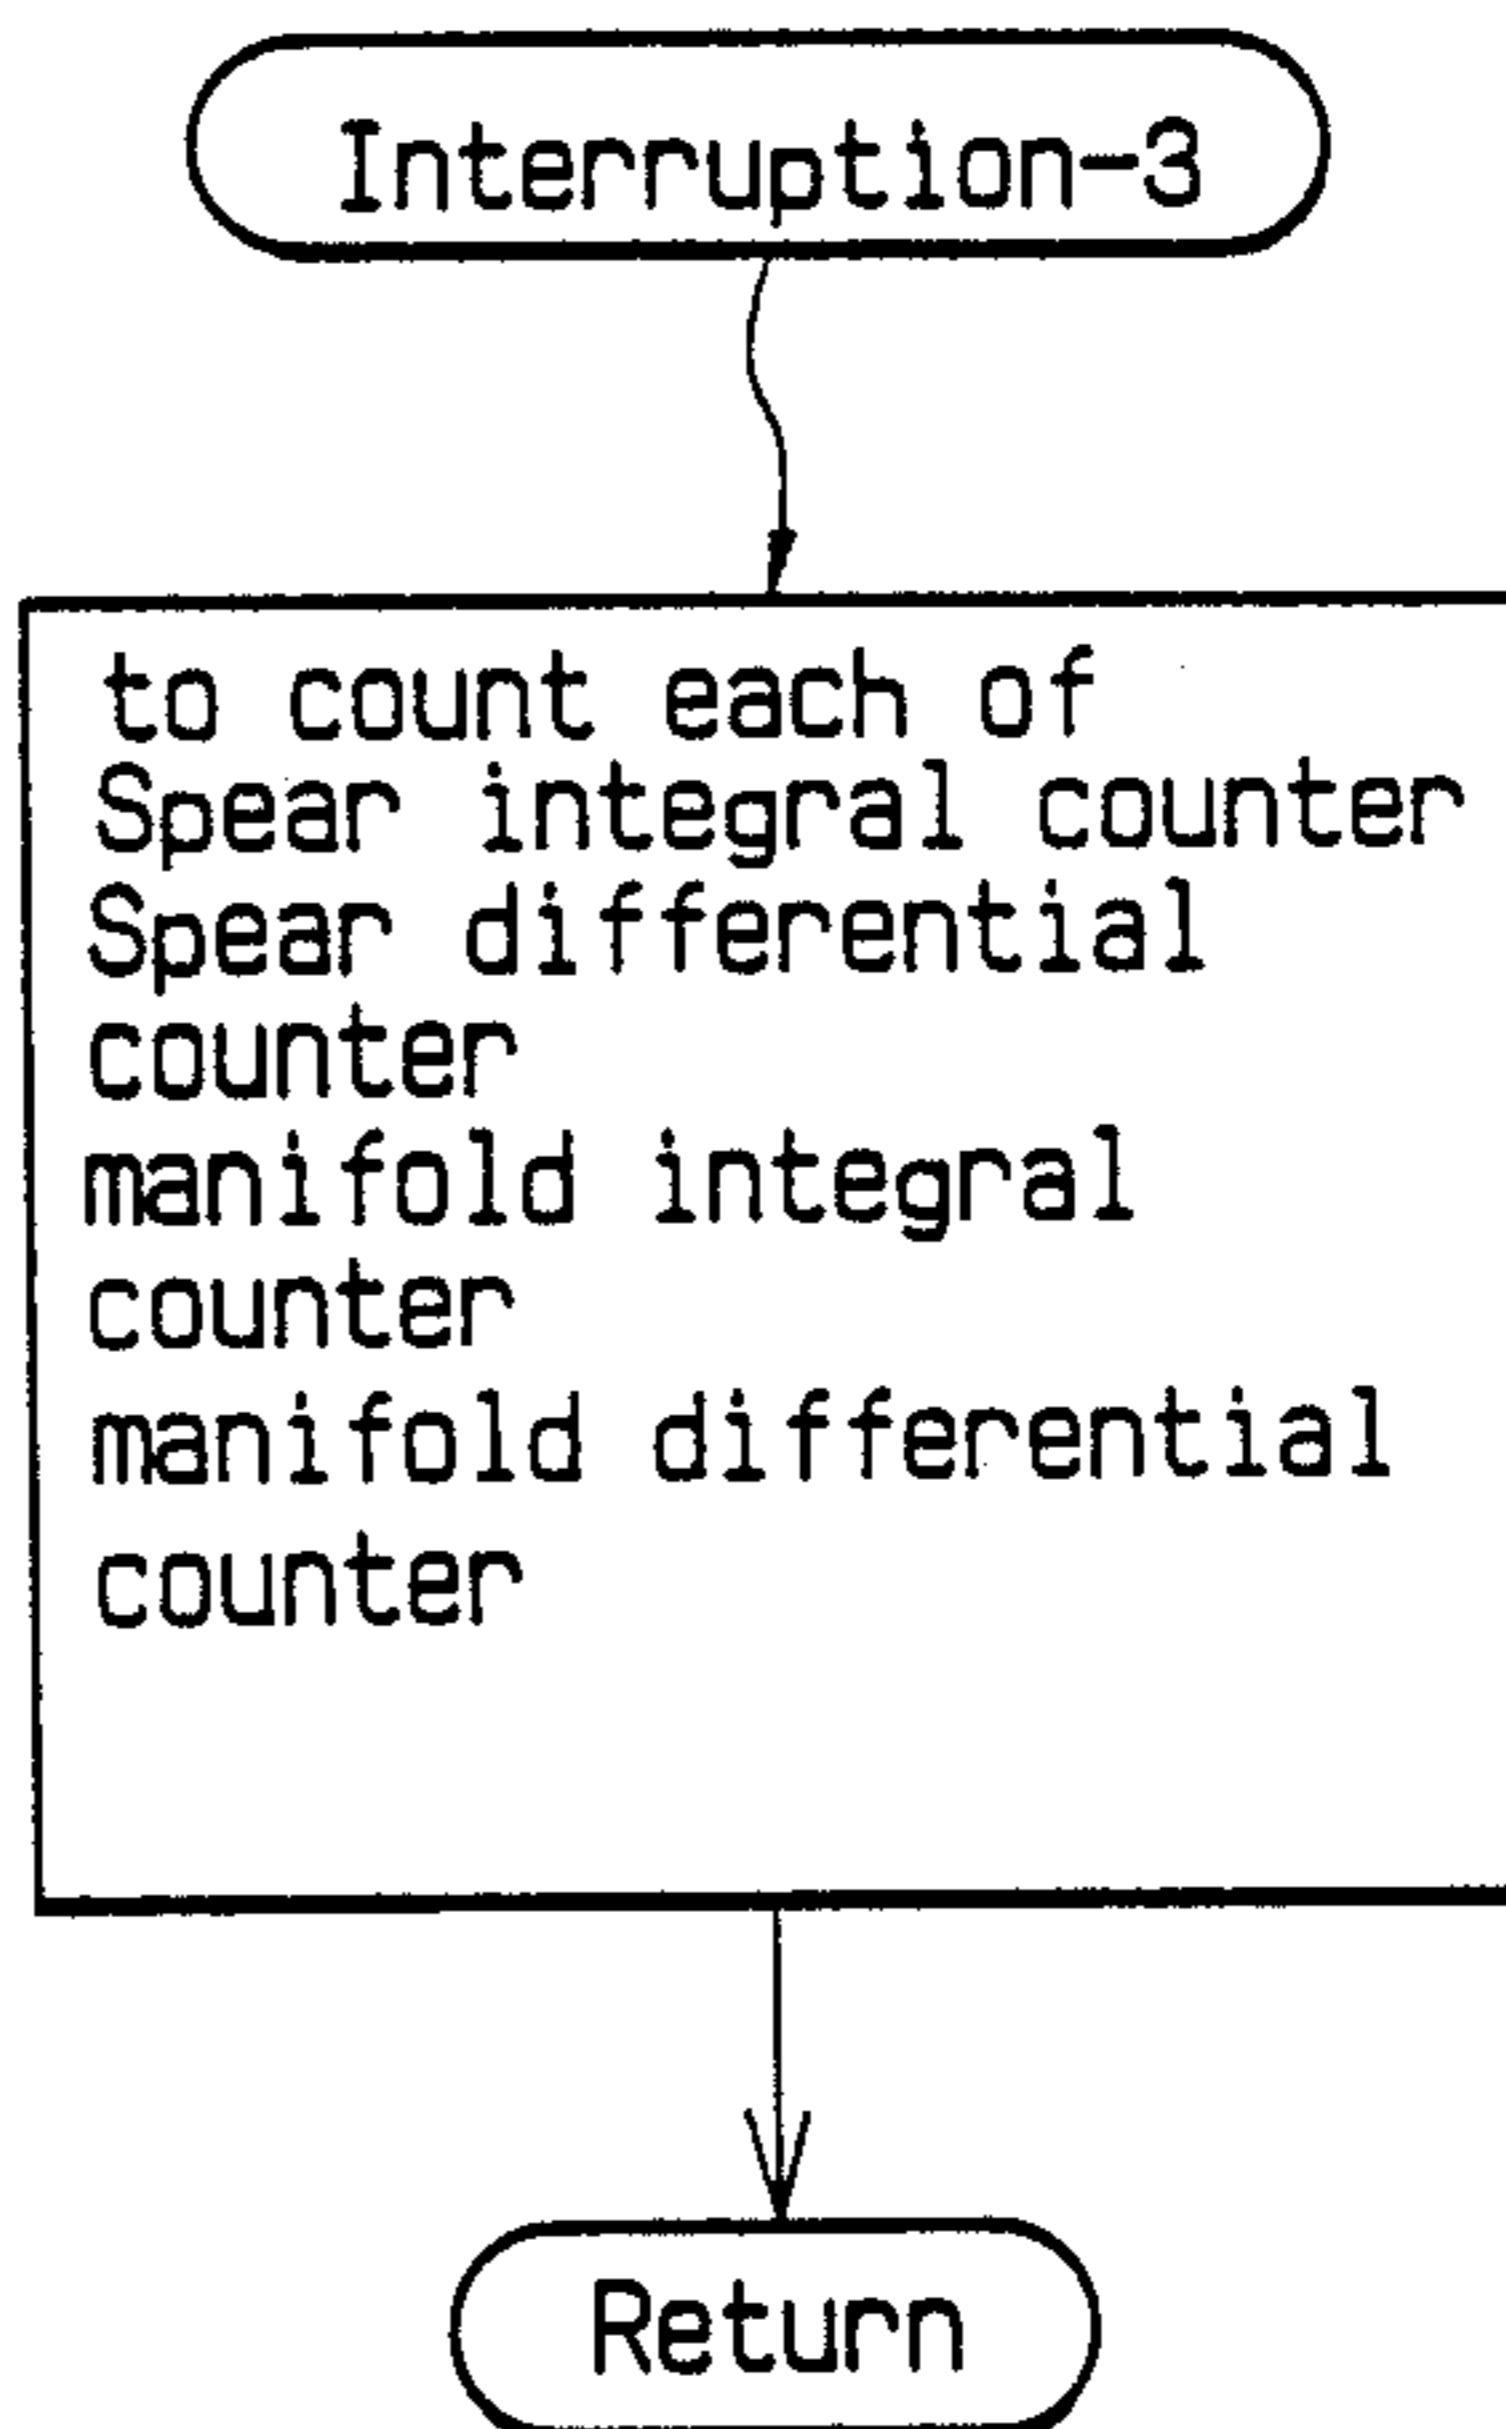 Interruption-3
to count each of
Spear integral counter
Spear differential
counter
manifold integral
counter
manifold differential
counter
Return